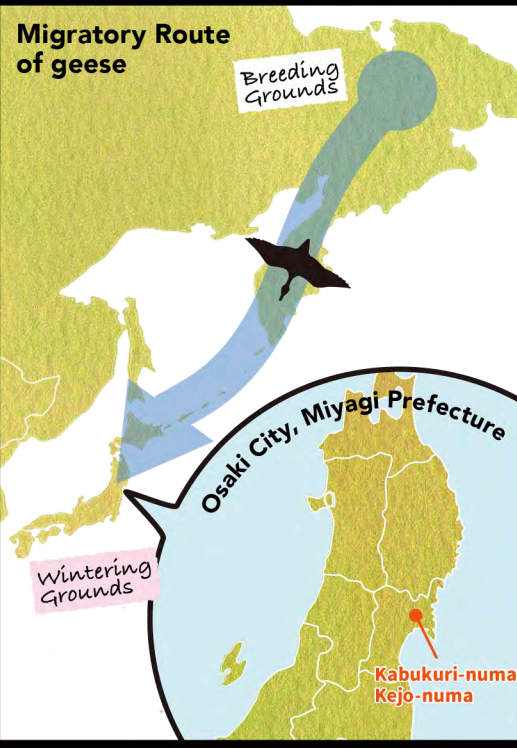 Migratory Route
of geese
Breeding
Grounds
Osaki City, Miyagi Prefecture
Wintering
Grounds
Kabukuri-numa
Kejo-numa